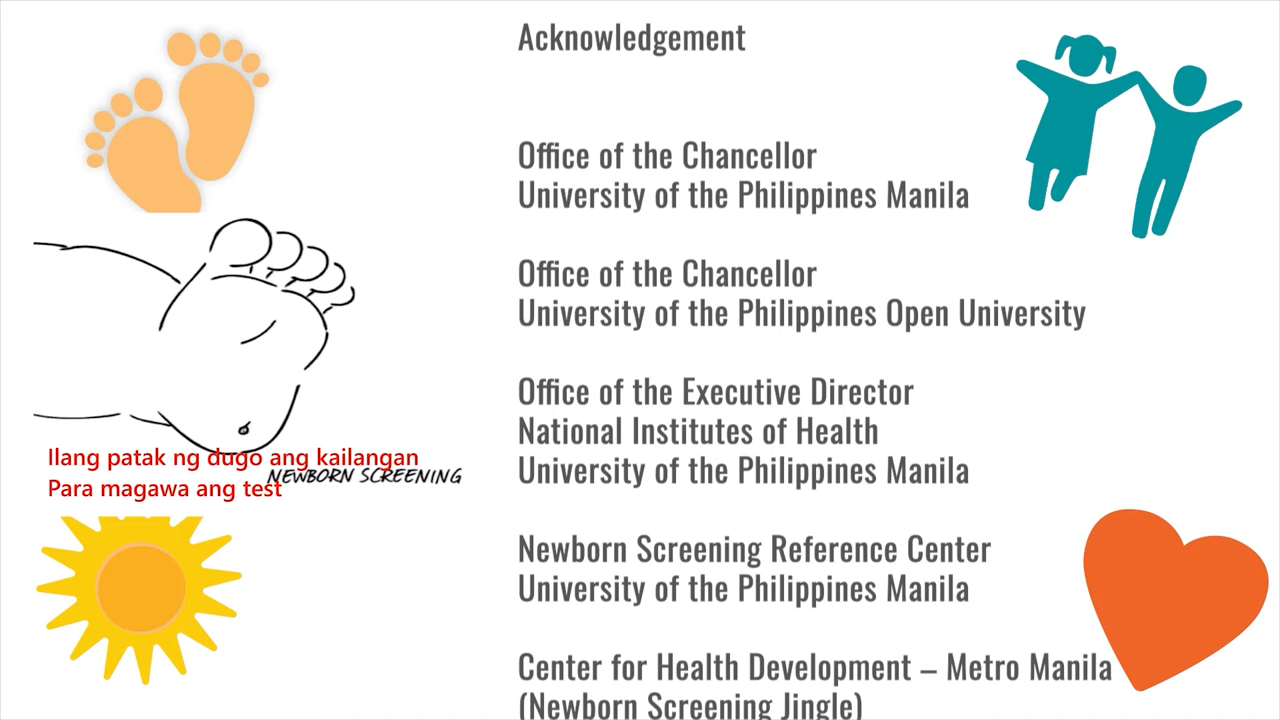 Acknowledgement
Office of the Chancellor
University of the Philippines Manila
Office of the Chancellor
University of the Philippines Open University
Office of the Executive Director
National Institutes of Health
University of the Philippines Manila
Newborn Screening Reference Center
University of the Philippines Manila
Center for Health Development – Metro Manila
(Newborn Screening Jingle)
Ilang patak ng dugo ang kailangan
NEWBORN SCREENING
Para magawa ang test